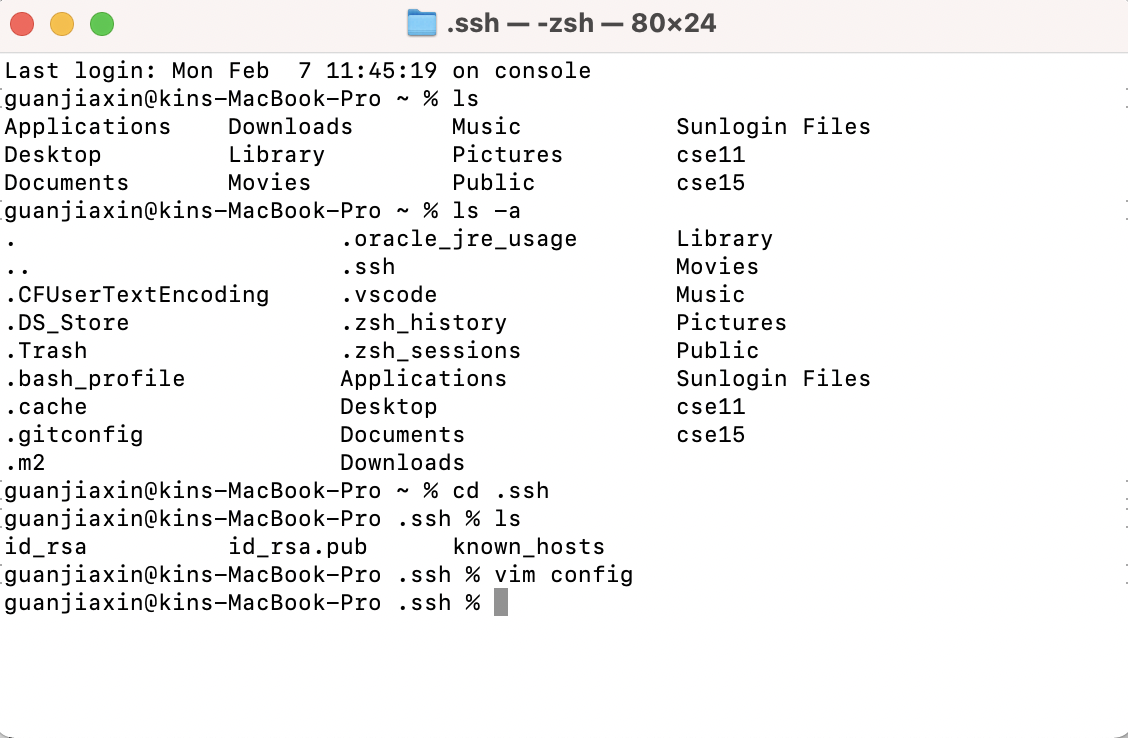 .ssh — -zsh — 80×24
Last login: Mon Feb  7 11:45:19 on console
guanjiaxin@kins-MacBook-Pro ~ % ls
Applications    Downloads       Music           Sunlogin Files
Desktop         Library         Pictures        cse11
Documents       Movies          Public          cse15
guanjiaxin@kins-MacBook-Pro ~ % ls -a
.                       .oracle_jre_usage       Library
..                      .ssh                    Movies
.CFUserTextEncoding     .vscode                 Music
.DS_Store               .zsh_history            Pictures
.Trash                  .zsh_sessions           Public
.bash_profile           Applications            Sunlogin Files
.cache                  Desktop                 cse11
.gitconfig              Documents               cse15
.m2                     Downloads
guanjiaxin@kins-MacBook-Pro ~ % cd .ssh
guanjiaxin@kins-MacBook-Pro .ssh % ls
id_rsa          id_rsa.pub      known_hosts
guanjiaxin@kins-MacBook-Pro .ssh % vim config
guanjiaxin@kins-MacBook-Pro .ssh %